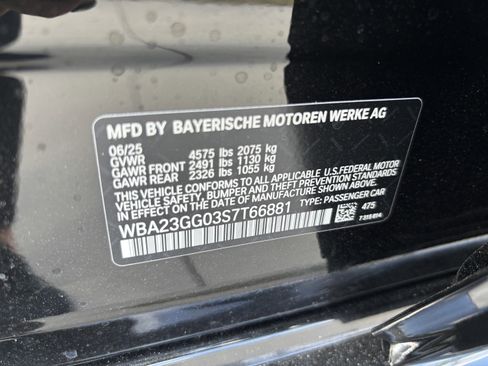 MFD BY BAYERISCHE MOTOREN WERKE AG
06/25
GVWR 4575 lbs 2075 kg
GAWR FRONT 2491 lbs 1130 kg
GAWR REAR 2326 lbs 1055 kg
THIS VEHICLE CONFORMS TO ALL APPLICABLE U.S. FEDERAL MOTOR
VEHICLE SAFETY, BUMPER, AND THEFT PREVENTION STANDARDS
IN EFFECT ON THE DATE OF MANUFACTURE SHOWN ABOVE.
WBA23GG03S7T66881 TYPE: PASSENGER CAR
475